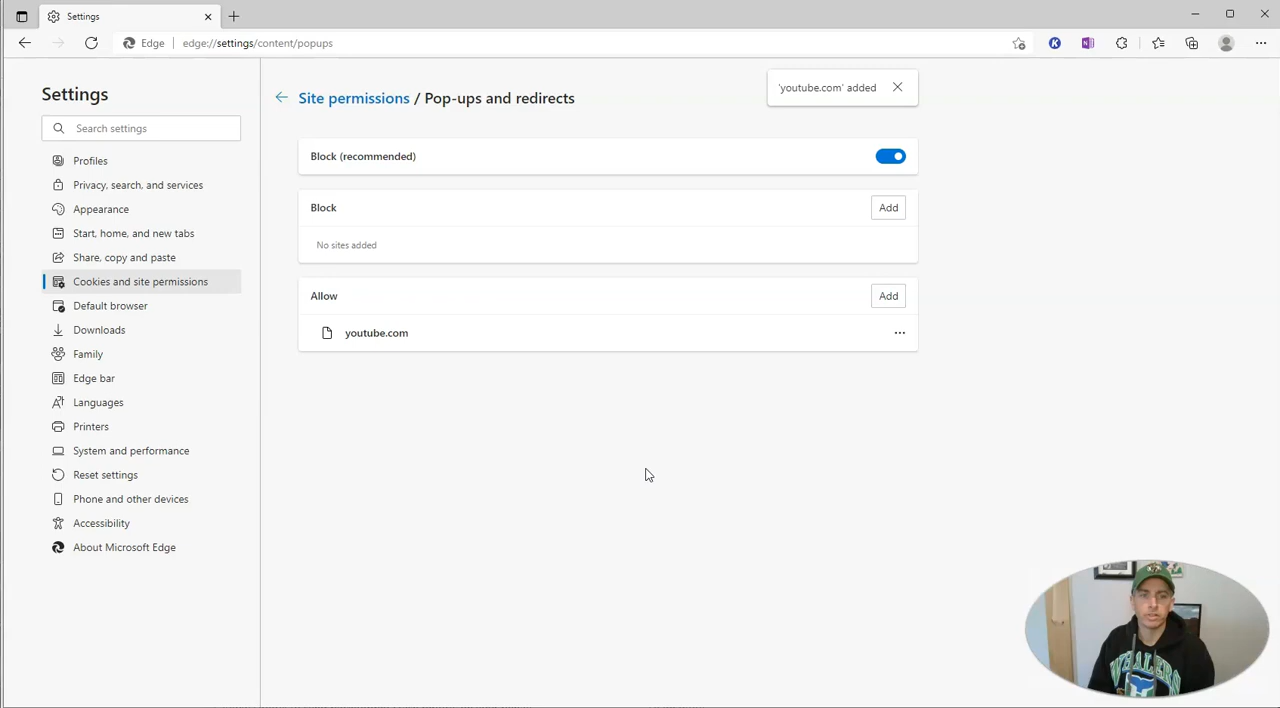 Settings
Edge
edge://settings/content/popups
Settings
Search settings
Profiles
Privacy, search, and services
Appearance
Start, home, and new tabs
Share, copy and paste
Cookies and site permissions
Default browser
Downloads
Family
Edge bar
Languages
Printers
System and performance
Reset settings
Phone and other devices
Accessibility
About Microsoft Edge
Site permissions / Pop-ups and redirects
'youtube.com' added
Block (recommended)
Block
Add
No sites added
Allow
Add
youtube.com
K
N
WHALERS